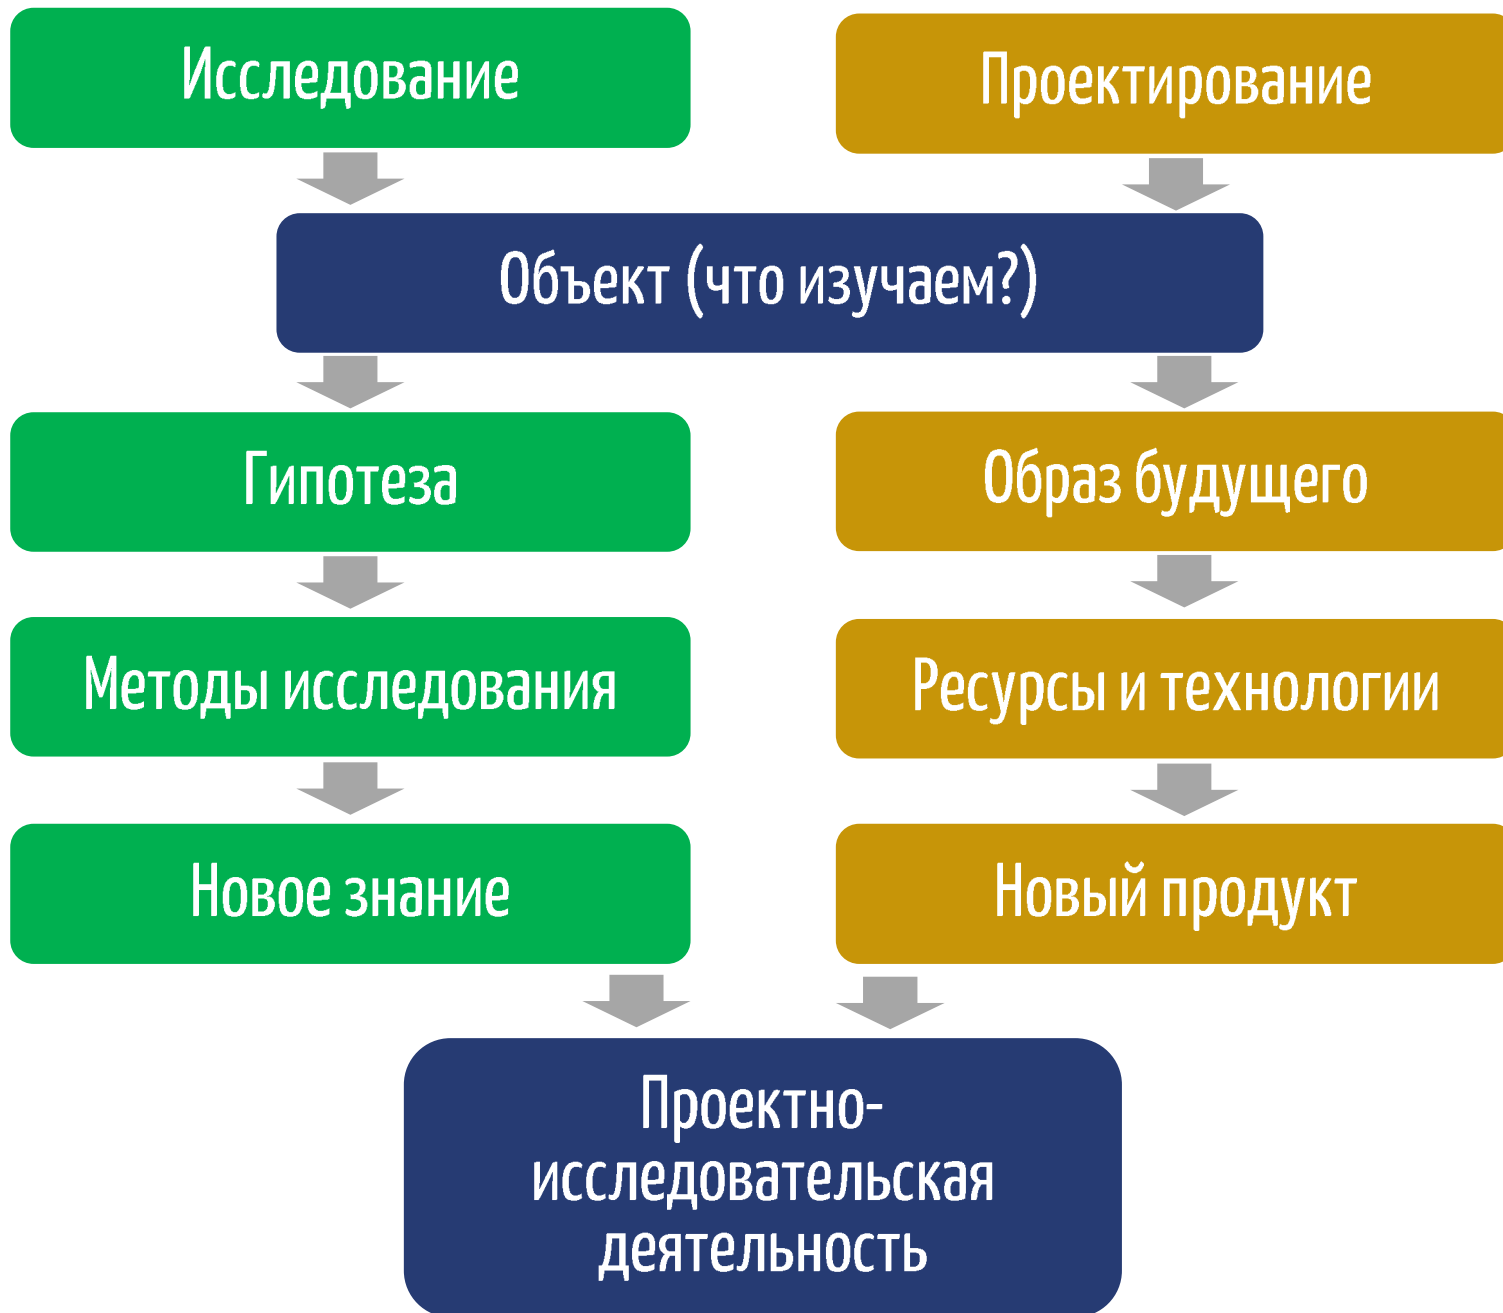 Исследование
Проектирование
Объект (что изучаем?)
Гипотеза
Образ будущего
Методы исследования
Ресурсы и технологии
Новое знание
Новый продукт
Проектно-
исследовательская
деятельность